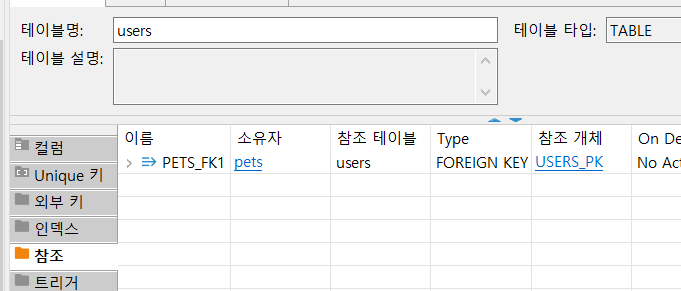 테이블명: users 테이블 타입: TABLE
테이블 설명:
이름 소유자 참조 테이블 Type 참조 개체 On De
PETS_FK1 pets users FOREIGN KEY USERS_PK No Act
컬럼
Unique 키
외부 키
인덱스
참조
트리거